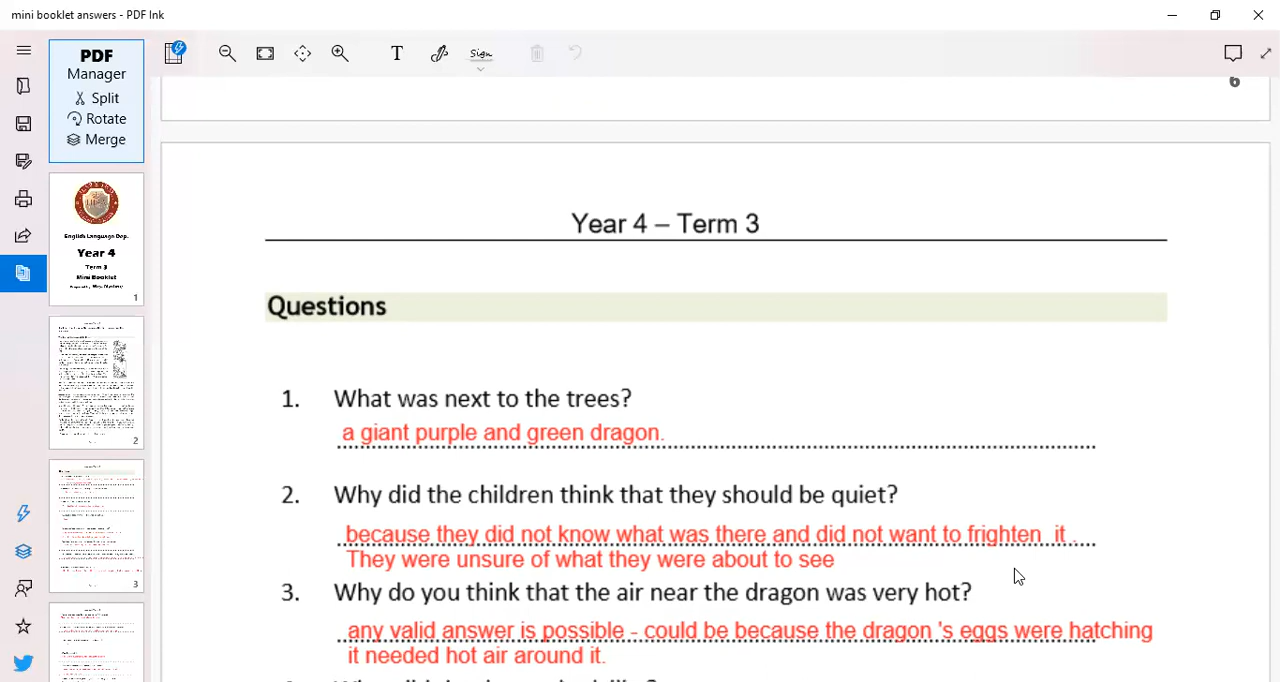 mini booklet answers - PDF Ink
PDF
Manager
Split
Rotate
Merge
T
Sign
6
English Language Dep.
Year 4
Term 3
Mini Booklet
1
2
3
Year 4 – Term 3
Questions
1. What was next to the trees?
a giant purple and green dragon.
2. Why did the children think that they should be quiet?
because they did not know what was there and did not want to frighten it .
They were unsure of what they were about to see
3. Why do you think that the air near the dragon was very hot?
any valid answer is possible - could be because the dragon 's eggs were hatching
it needed hot air around it.